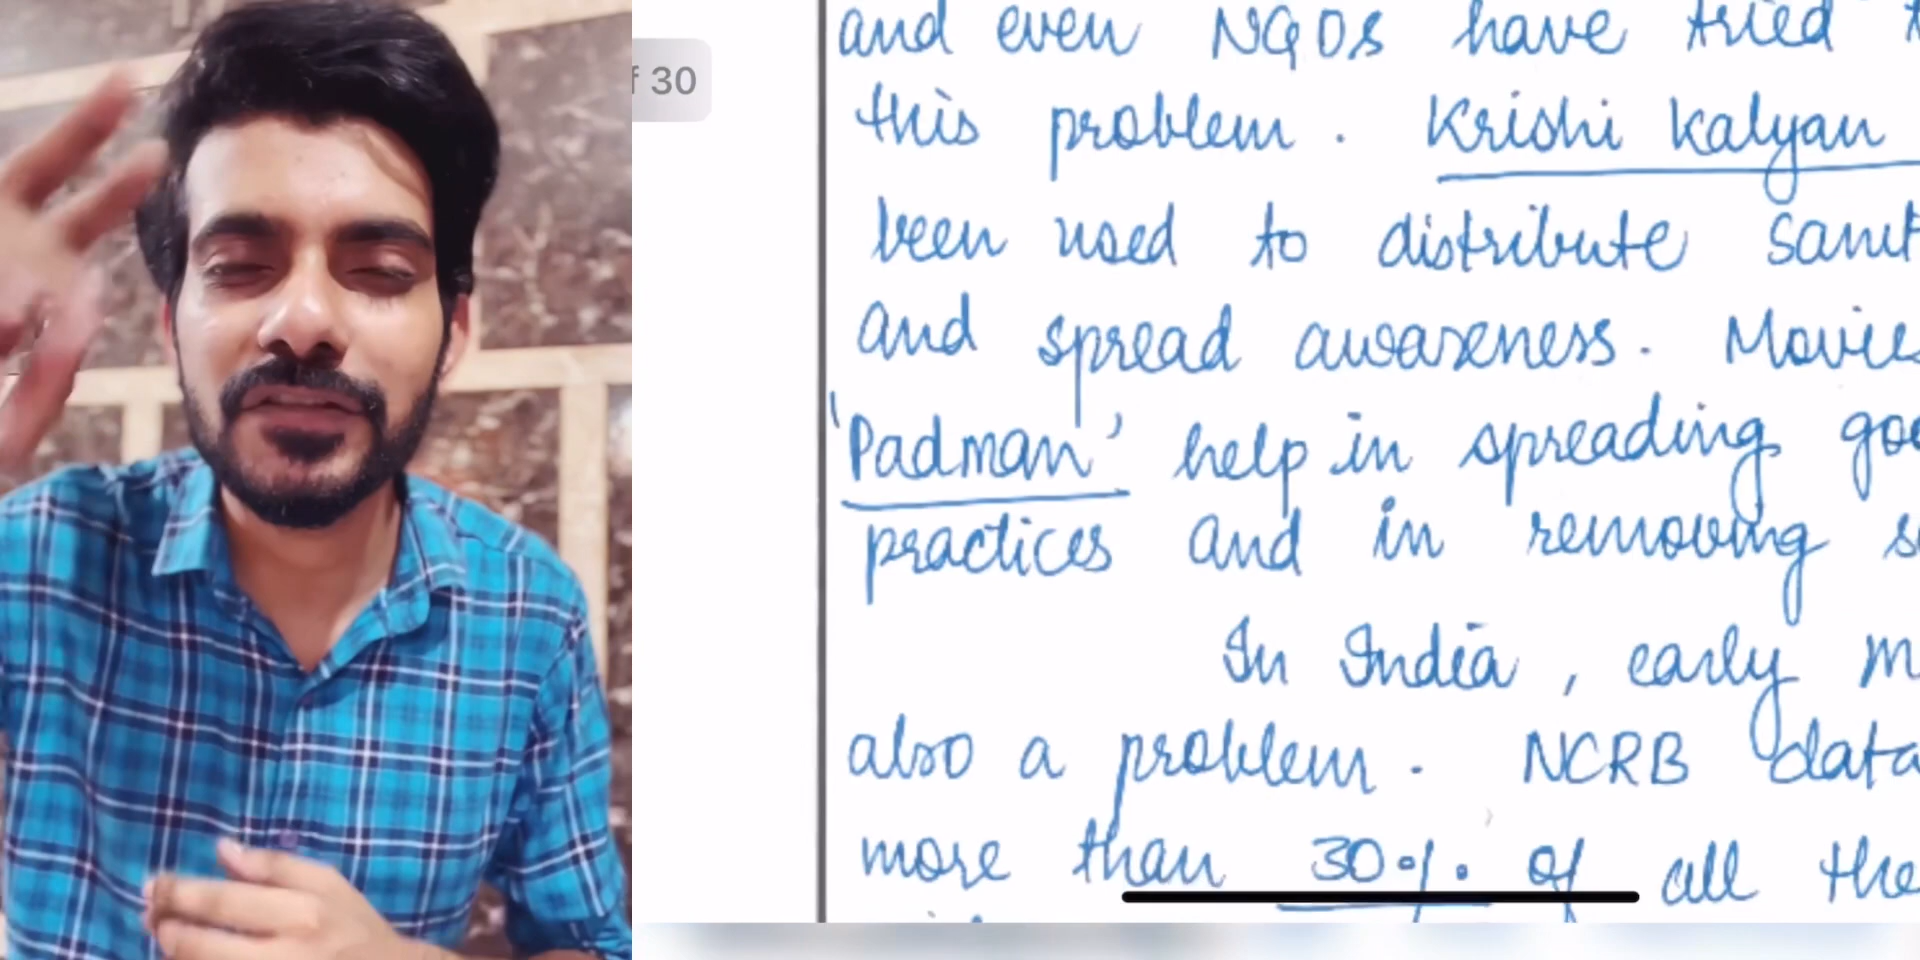 f 30
and even NGOs have tried
this problem. Krishi Kalyan
been used to distribute
and spread awareness. Movies
'Padman' help in spreading
practices and in removing
In India, early
also a problem. NCRB data
more than 30% of all the